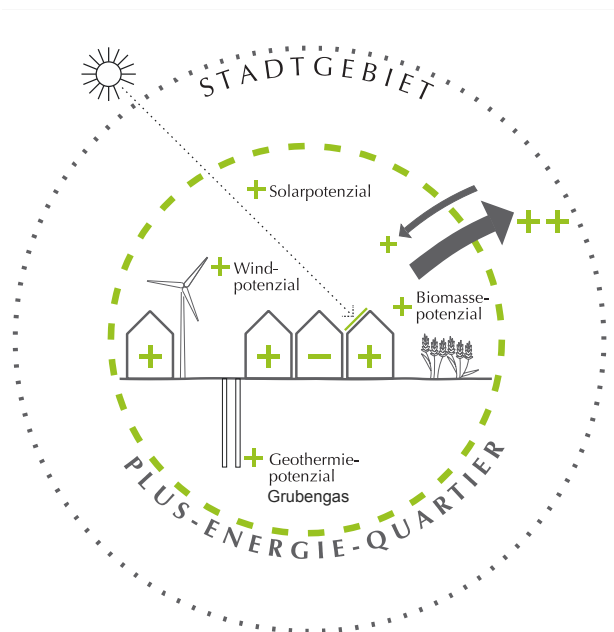 STADTGEBIET
+ Solarpotenzial
+
++
+ Wind-
potenzial
+ Biomasse-
potenzial
+ + − +
+ Geothermie-
potenzial
Grubengas
PLUS-ENERGIE-QUARTIER